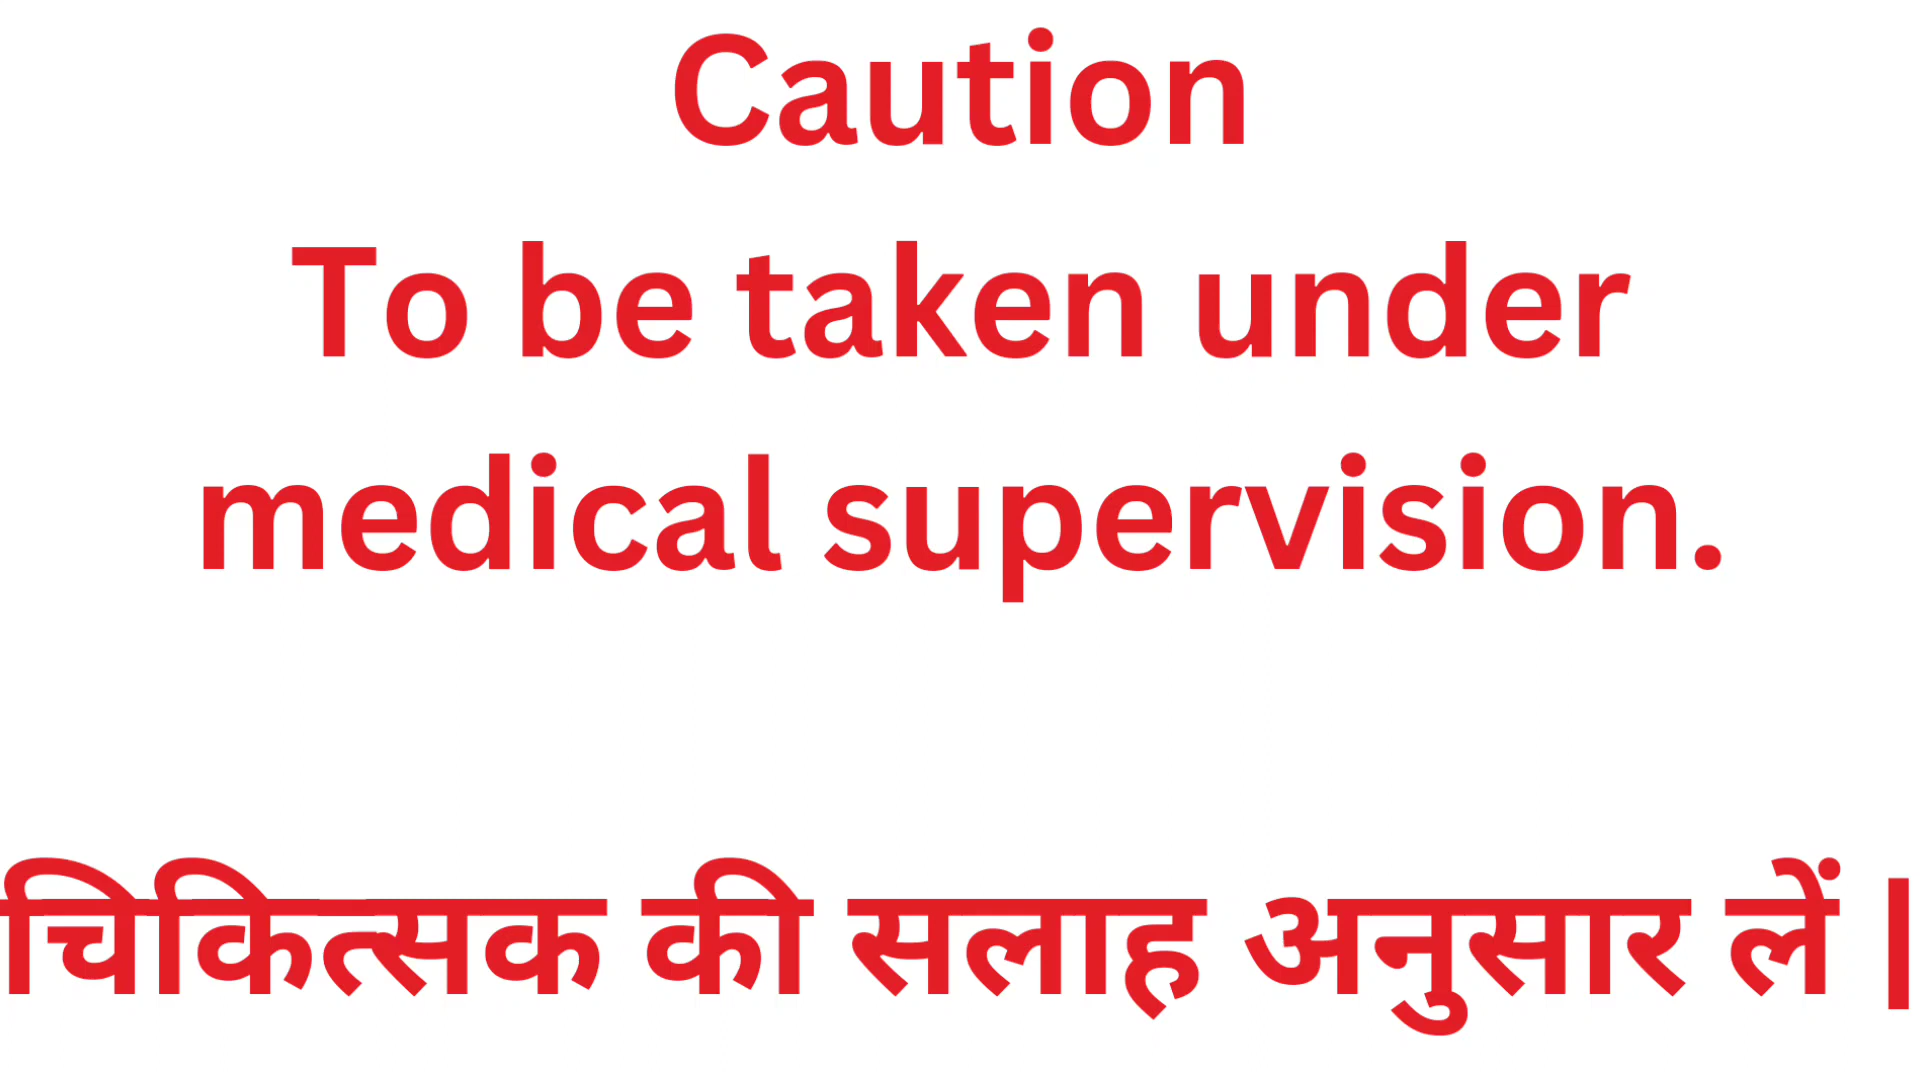 Caution
To be taken under
medical supervision.
चिकित्सक की सलाह अनुसार लें |